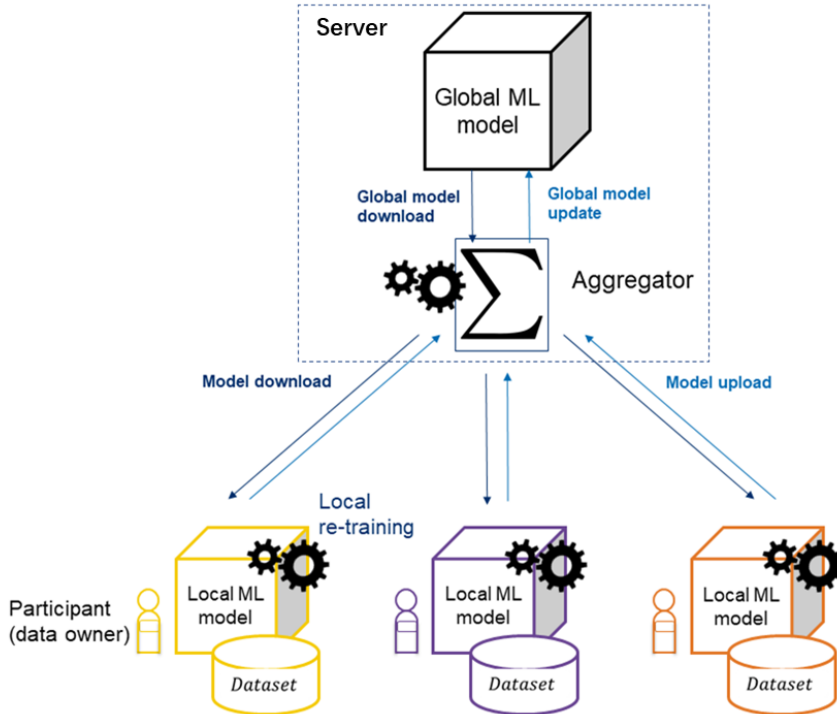 Server
Global ML
model
Global model
download
Global model
update
Σ
Aggregator
Model download
Model upload
Local
re-training
Participant
(data owner)
Local ML
model
Dataset
Local ML
model
Dataset
Local ML
model
Dataset